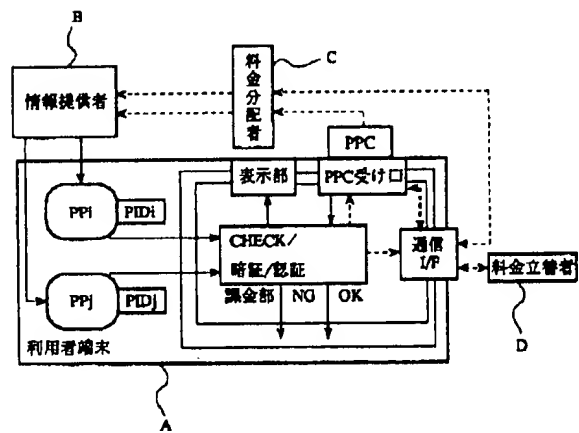 B
C
情報提供者
料金分配者
PPC
表示部
PPC受け口
PPi
PIDi
CHECK/
暗証/認証
通信
I/F
料金立替者
PPj
PIDj
課金部
NG
OK
利用者端末
D
A